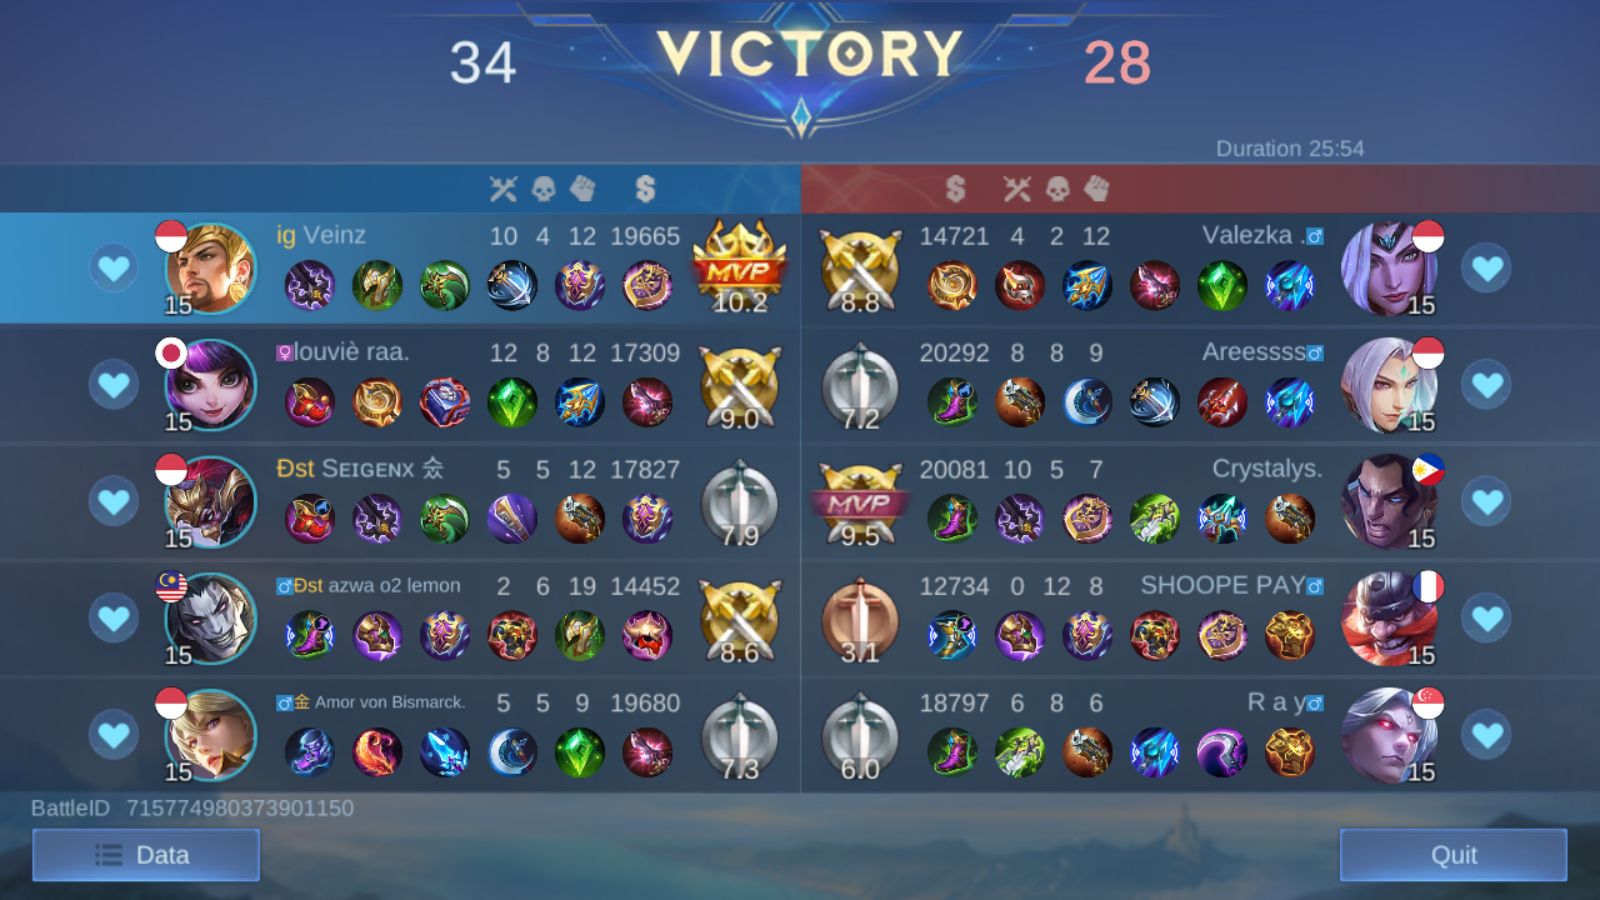 34 VICTORY 28
Duration 25:54
ig Veinz 10 4 12 19665 MVP 10.2
15
8.8 14721 4 2 12 Valezka .
15
louviè raa. 12 8 12 17309 9.0
15
7.2 20292 8 8 9 Areessss
15
Ðst SEIGENX 㑫 5 5 12 17827 7.9
15
MVP 9.5 20081 10 5 7 Crystalys.
15
Ðst azwa o2 lemon 2 6 19 14452 8.6
15
3.1 12734 0 12 8 SHOOPE PAY
15
金 Amor von Bismarck. 5 5 9 19680 7.3
15
6.0 18797 6 8 6 R a y
15
BattleID 715774980373901150
Data
Quit